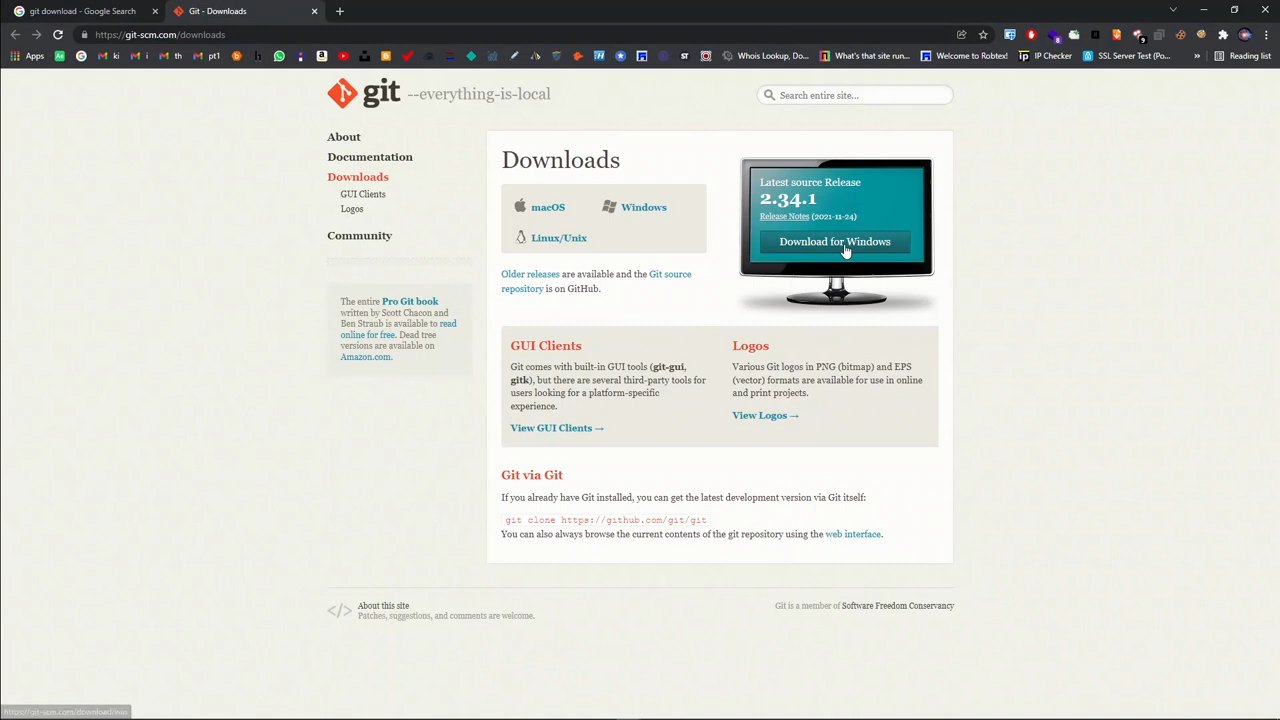 git download - Google Search
Git - Downloads
https://git-scm.com/downloads
Apps
ki
th
th
pt1
Whois Lookup, Do...
What's that site run...
Welcome to Robtex!
IP Checker
SSL Server Test (Po...
Reading list
git --everything-is-local
Search entire site...
About
Documentation
Downloads
GUI Clients
Logos
Community
The entire Pro Git book
written by Scott Chacon and
Ben Straub is available to read
online for free. Dead tree
versions are available on
Amazon.com.
Downloads
macOS
Windows
Linux/Unix
Older releases are available and the Git source
repository is on GitHub.
Latest source Release
2.34.1
Release Notes (2021-11-24)
Download for Windows
GUI Clients
Git comes with built-in GUI tools (git-gui,
gitk), but there are several third-party tools for
users looking for a platform-specific
experience.
View GUI Clients →
Logos
Various Git logos in PNG (bitmap) and EPS
(vector) formats are available for use in online
and print projects.
View Logos →
Git via Git
If you already have Git installed, you can get the latest development version via Git itself:
git clone https://github.com/git/git
You can also always browse the current contents of the git repository using the web interface.
</> About this site
Patches, suggestions, and comments are welcome.
Git is a member of Software Freedom Conservancy
https://git-scm.com/download/win